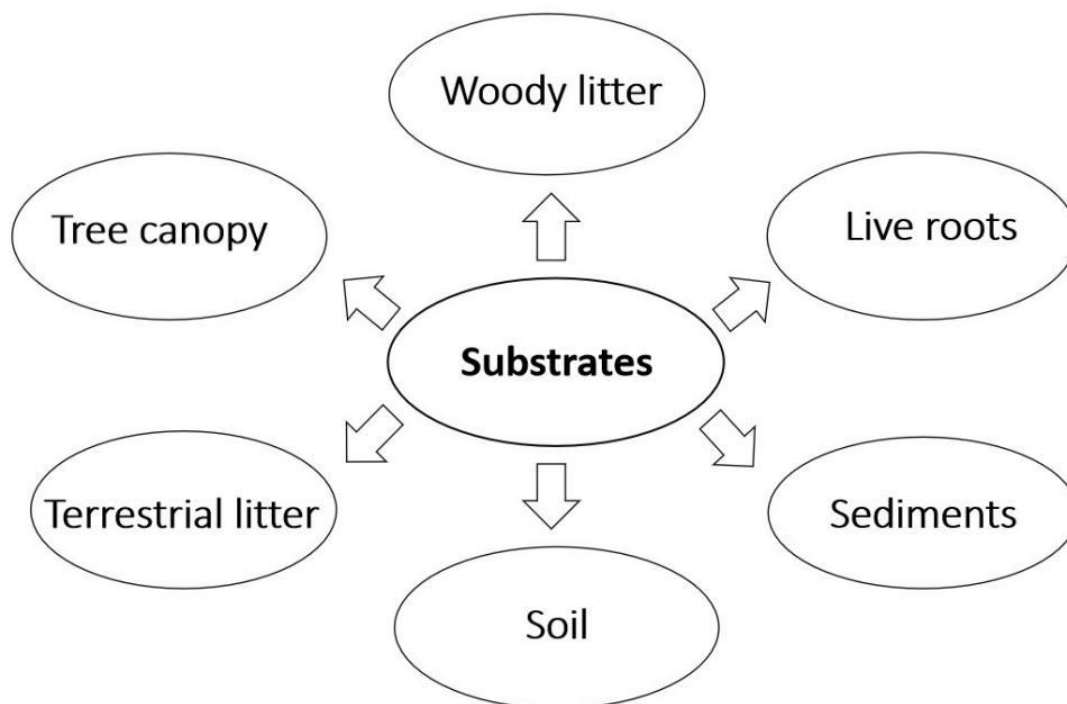 Woody litter
Tree canopy
Live roots
Substrates
Terrestrial litter
Sediments
Soil